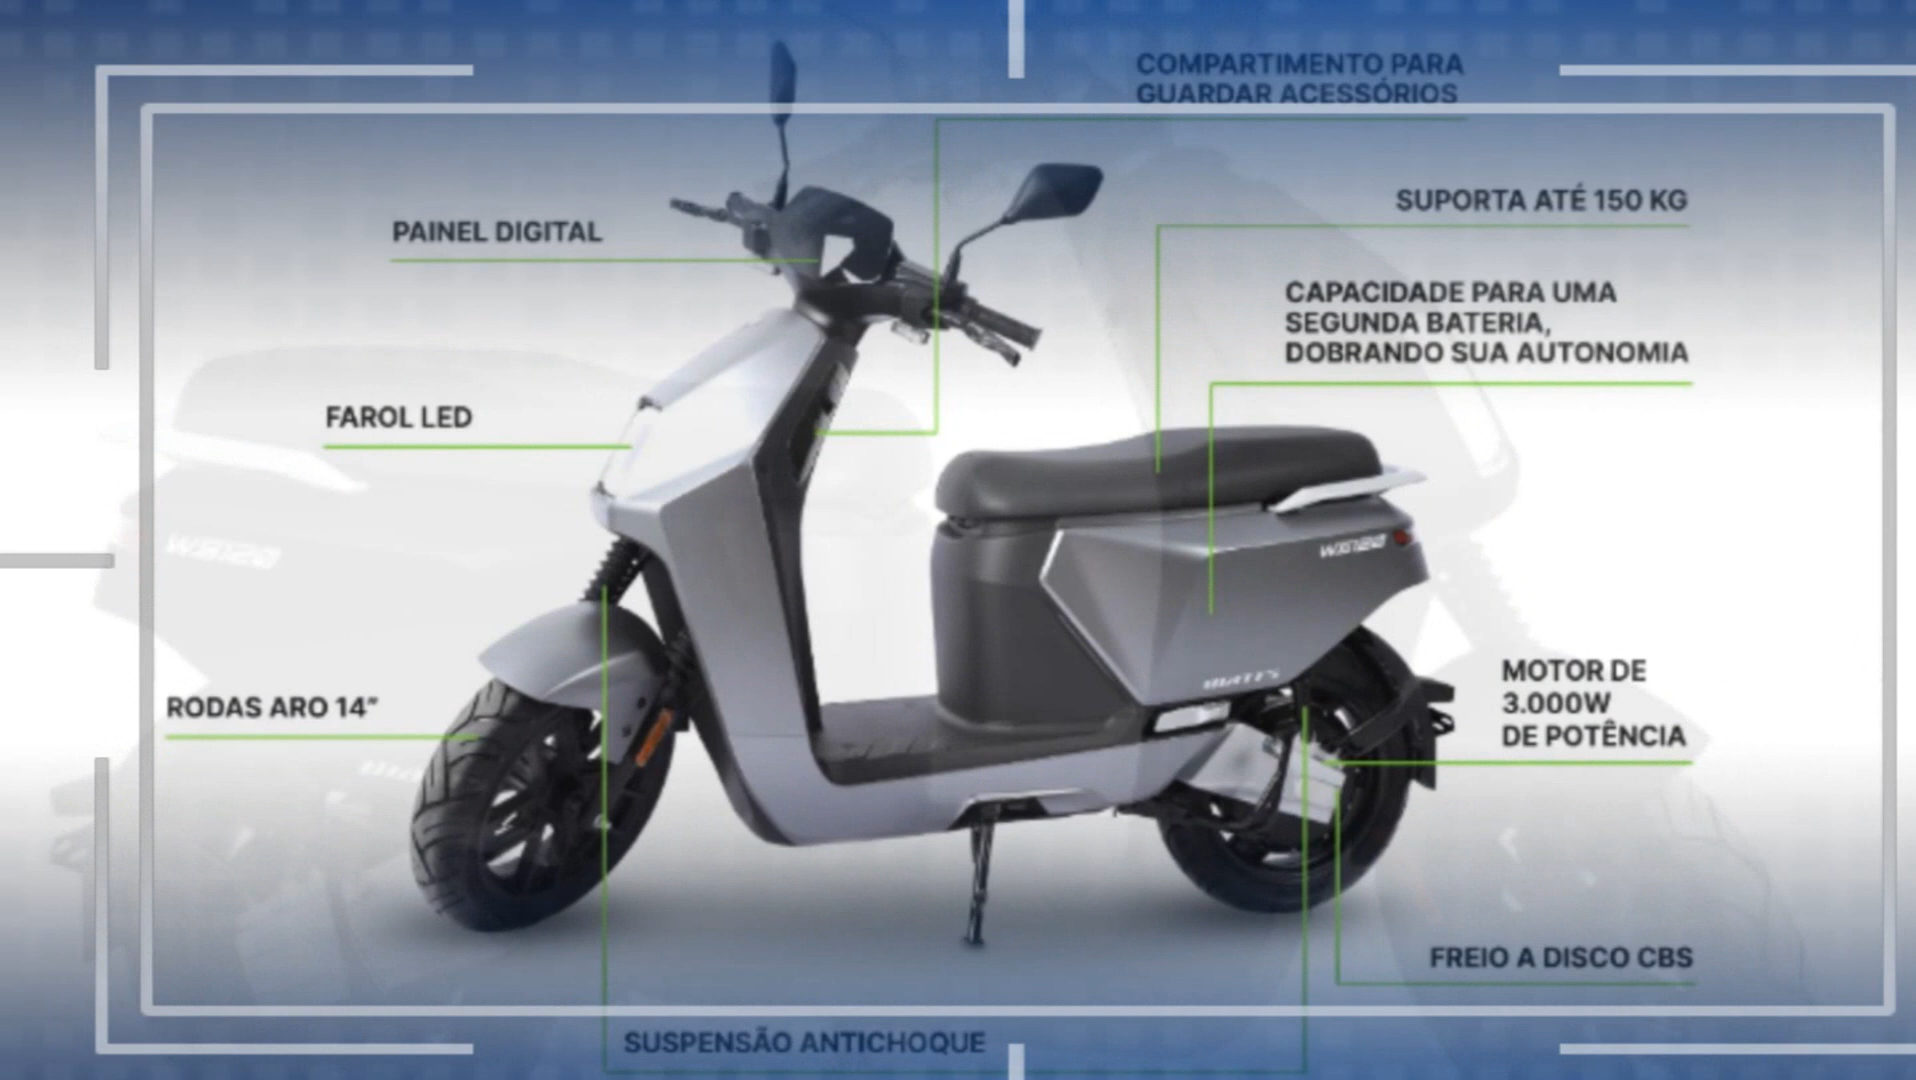 COMPARTIMENTO PARA
GUARDAR ACESSÓRIOS
SUPORTA ATÉ 150 KG
PAINEL DIGITAL
CAPACIDADE PARA UMA
SEGUNDA BATERIA,
DOBRANDO SUA AUTONOMIA
FAROL LED
WS120
RODAS ARO 14”
MOTOR DE
3.000W
DE POTÊNCIA
FREIO A DISCO CBS
SUSPENSÃO ANTICHOQUE